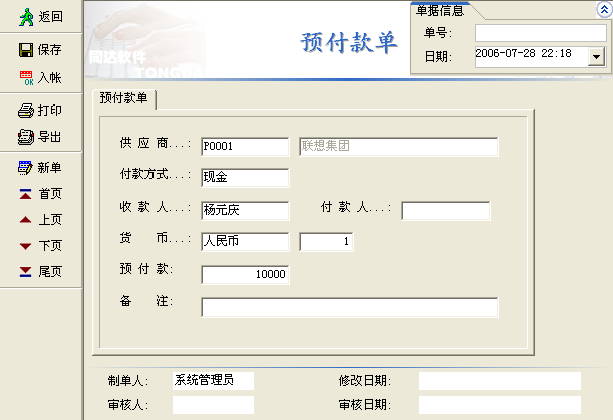 返回
保存
入帐
打印
导出
新单
首页
上页
下页
尾页
同达软件
TONGD
预付款单
单据信息
单号:
日期: 2006-07-28 22:18
预付款单
供 应 商...: P0001 联想集团
付款方式...: 现金
收 款 人...: 杨元庆 付 款 人...:
货 币...: 人民币 1
预 付 款: 10000
备 注:
制单人: 系统管理员 修改日期:
审核人: 审核日期: